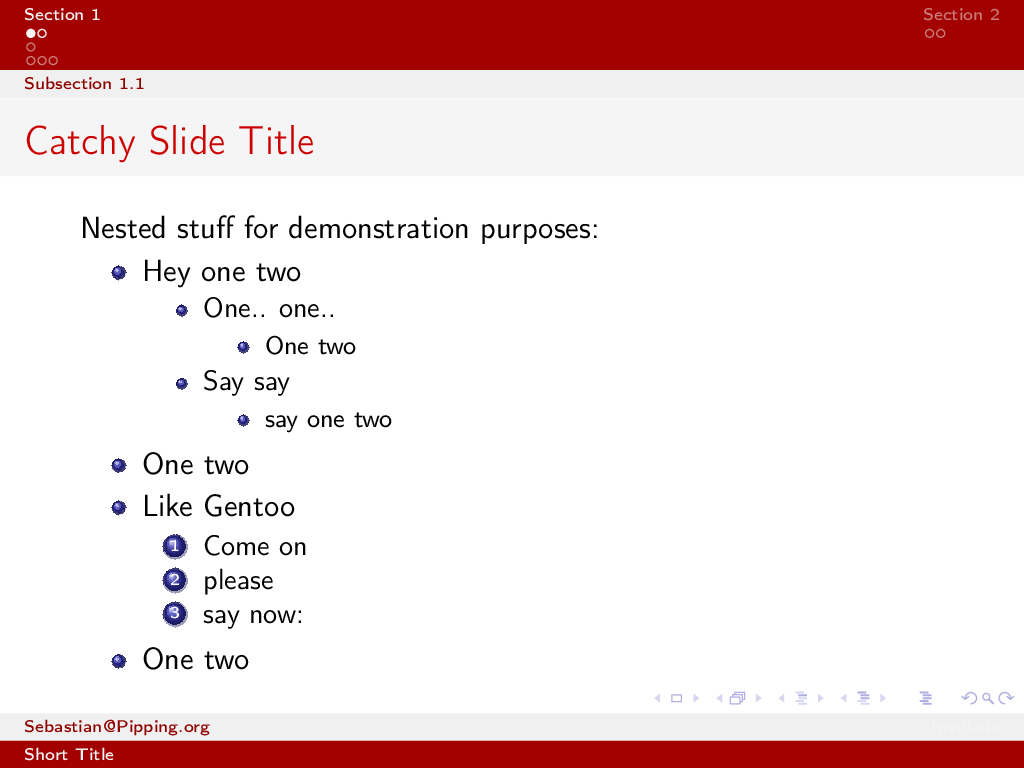 Section 1
Section 2
Subsection 1.1
Catchy Slide Title
Nested stuff for demonstration purposes:
Hey one two
One.. one..
One two
Say say
say one two
One two
Like Gentoo
1 Come on
2 please
3 say now:
One two
Sebastian@Pipping.org
Institute
Short Title